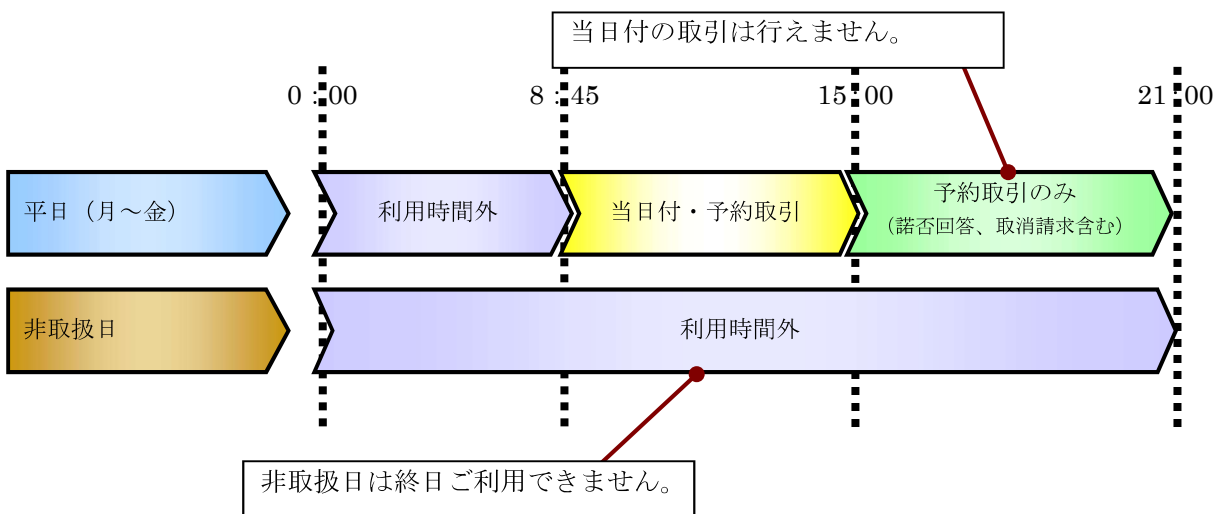 当日付の取引は行えません。
0：00
8：45
15：00
21：00
平日（月～金）
利用時間外
当日付・予約取引
予約取引のみ
（諾否回答、取消請求含む）
非取扱日
利用時間外
非取扱日は終日ご利用できません。